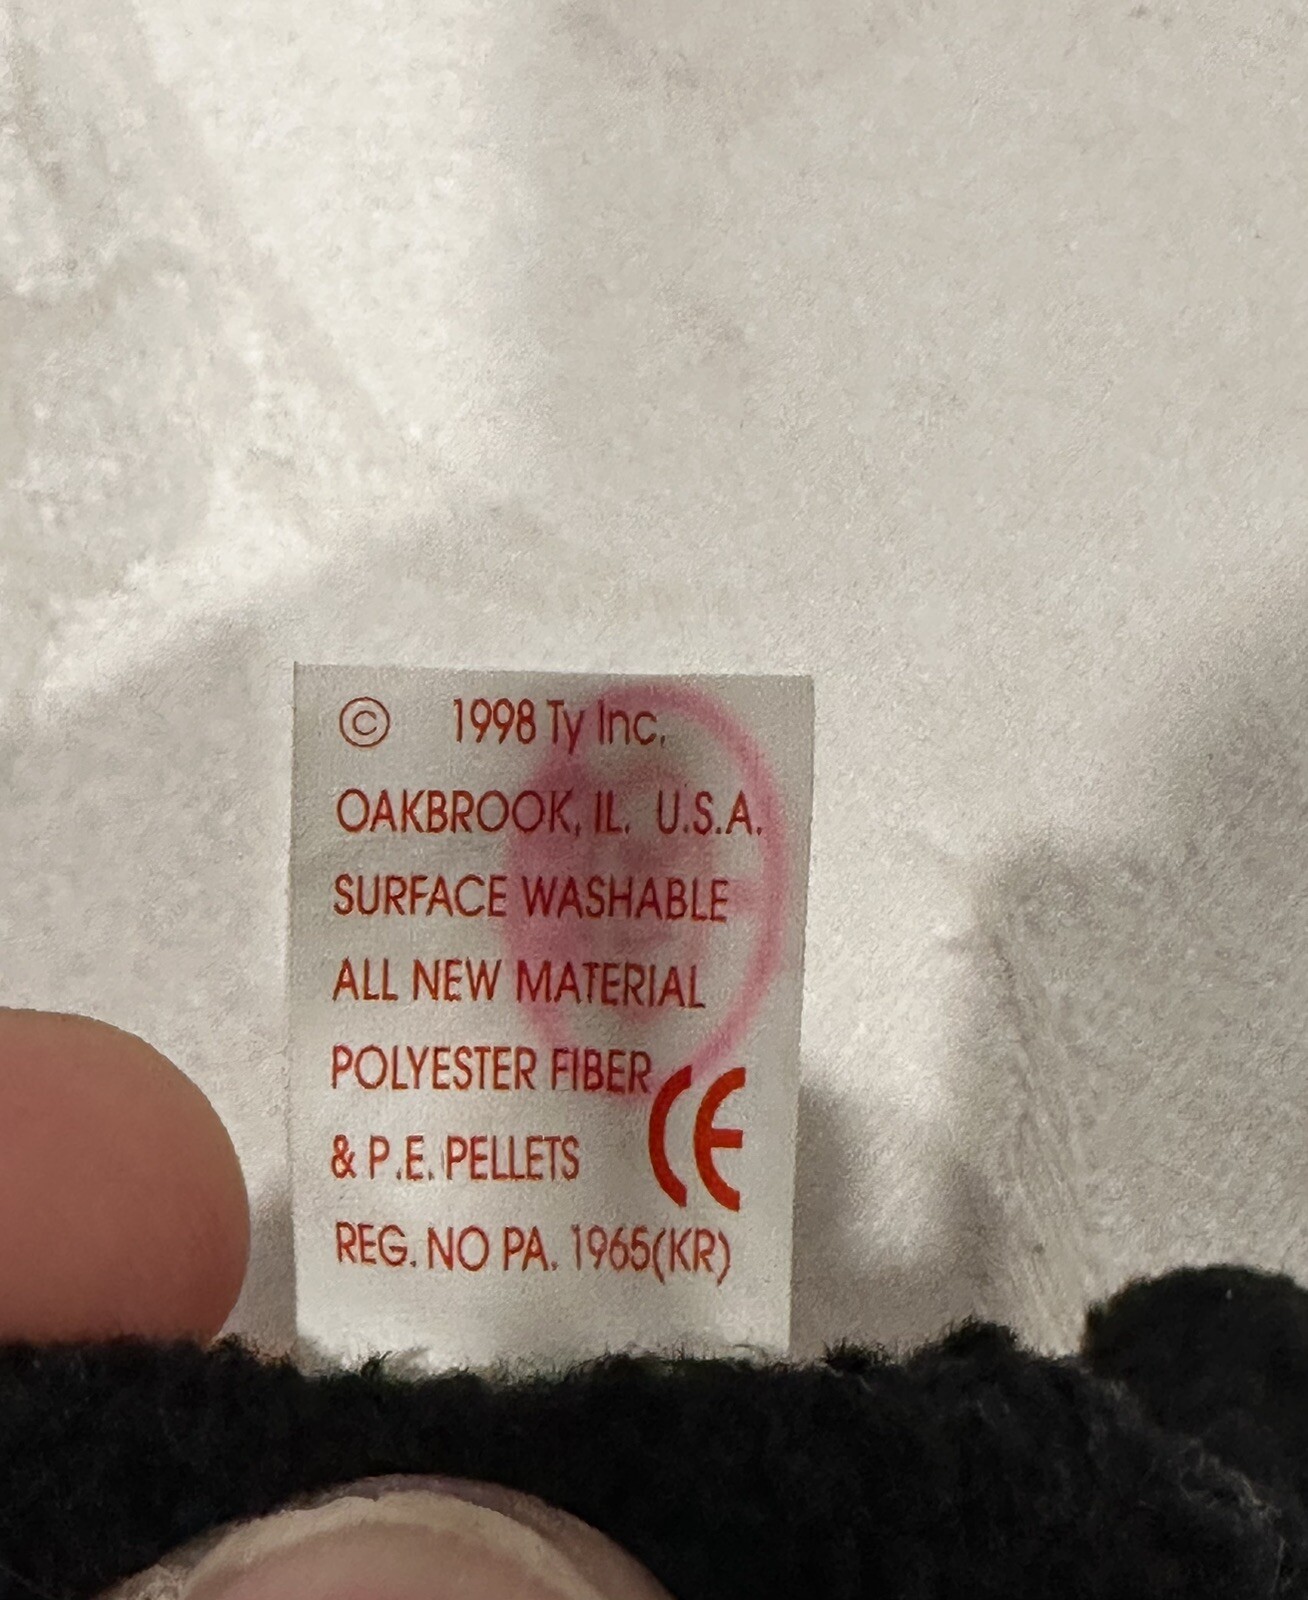 © 1998 Ty Inc.
OAKBROOK, IL. U.S.A.
SURFACE WASHABLE
ALL NEW MATERIAL
POLYESTER FIBER
& P.E. PELLETS CE
REG. NO PA. 1965(KR)